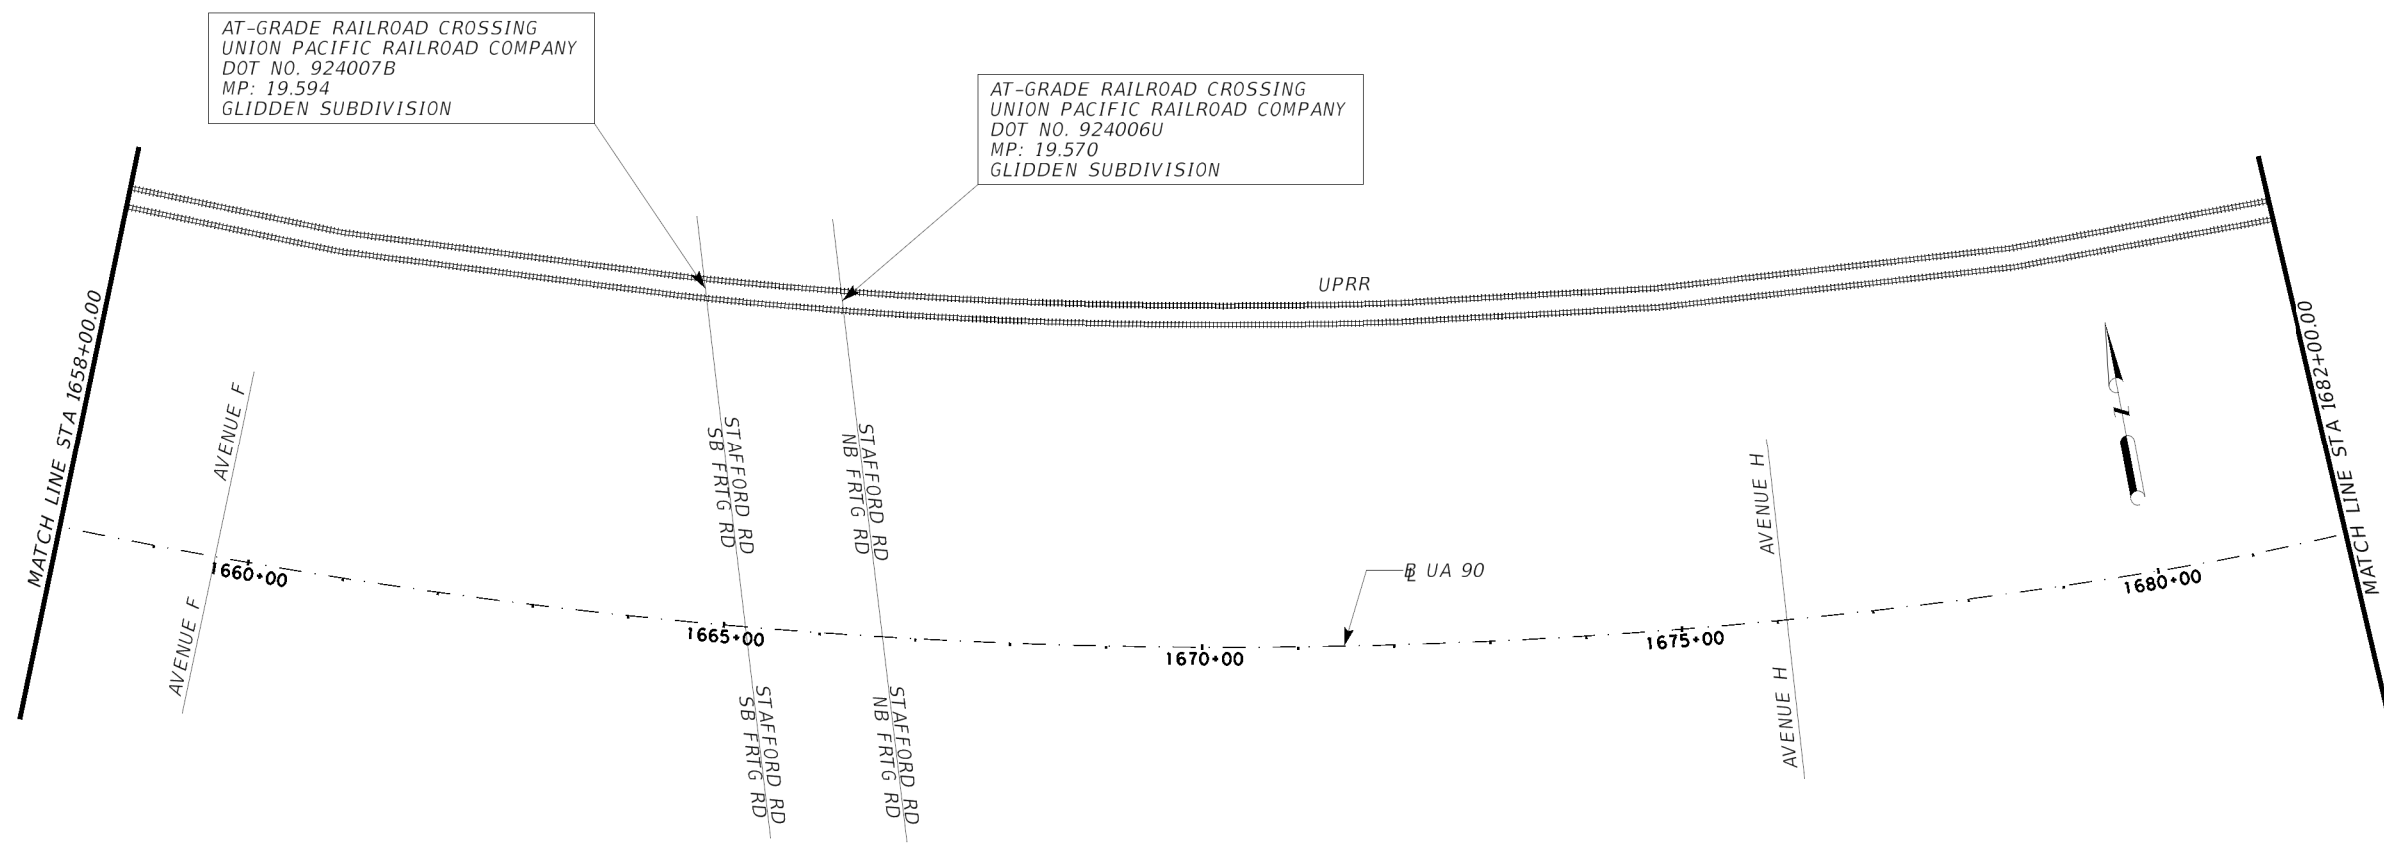 AT-GRADE RAILROAD CROSSING
UNION PACIFIC RAILROAD COMPANY
DOT NO. 924007B
MP: 19.594
GLIDDEN SUBDIVISION
AT-GRADE RAILROAD CROSSING
UNION PACIFIC RAILROAD COMPANY
DOT NO. 924006U
MP: 19.570
GLIDDEN SUBDIVISION
UPRR
MATCH LINE STA 1658+00.00
AVENUE F
AVENUE F
STAFFORD RD
SB FRTG RD
STAFFORD RD
NB FRTG RD
AVENUE H
MATCH LINE STA 1682+00.00
BL UA 90
1660+00
1665+00
1670+00
1675+00
1680+00
STAFFORD RD
SB FRTG RD
STAFFORD RD
NB FRTG RD
AVENUE H